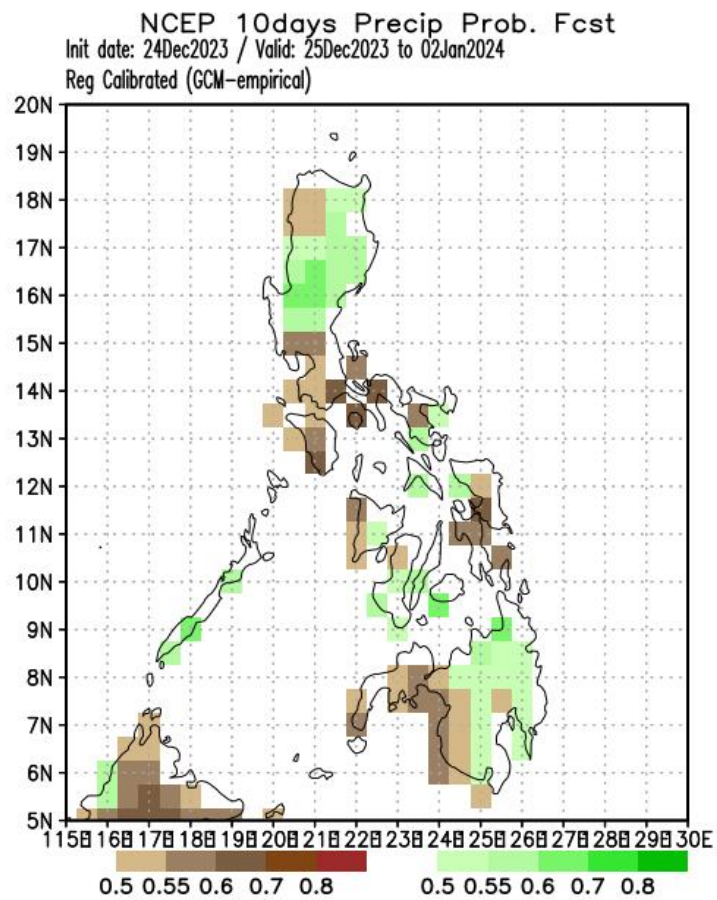 NCEP 10days Precip Prob. Fcst
Init date: 24Dec2023 / Valid: 25Dec2023 to 02Jan2024
Reg Calibrated (GCM-empirical)
20N
19N
18N
17N
16N
15N
14N
13N
12N
11N
10N
9N
8N
7N
6N
5N
115E 116E 117E 118E 119E 120E 121E 122E 123E 124E 125E 126E 127E 128E 129E 130E
0.5 0.55 0.6 0.7 0.8 0.5 0.55 0.6 0.7 0.8